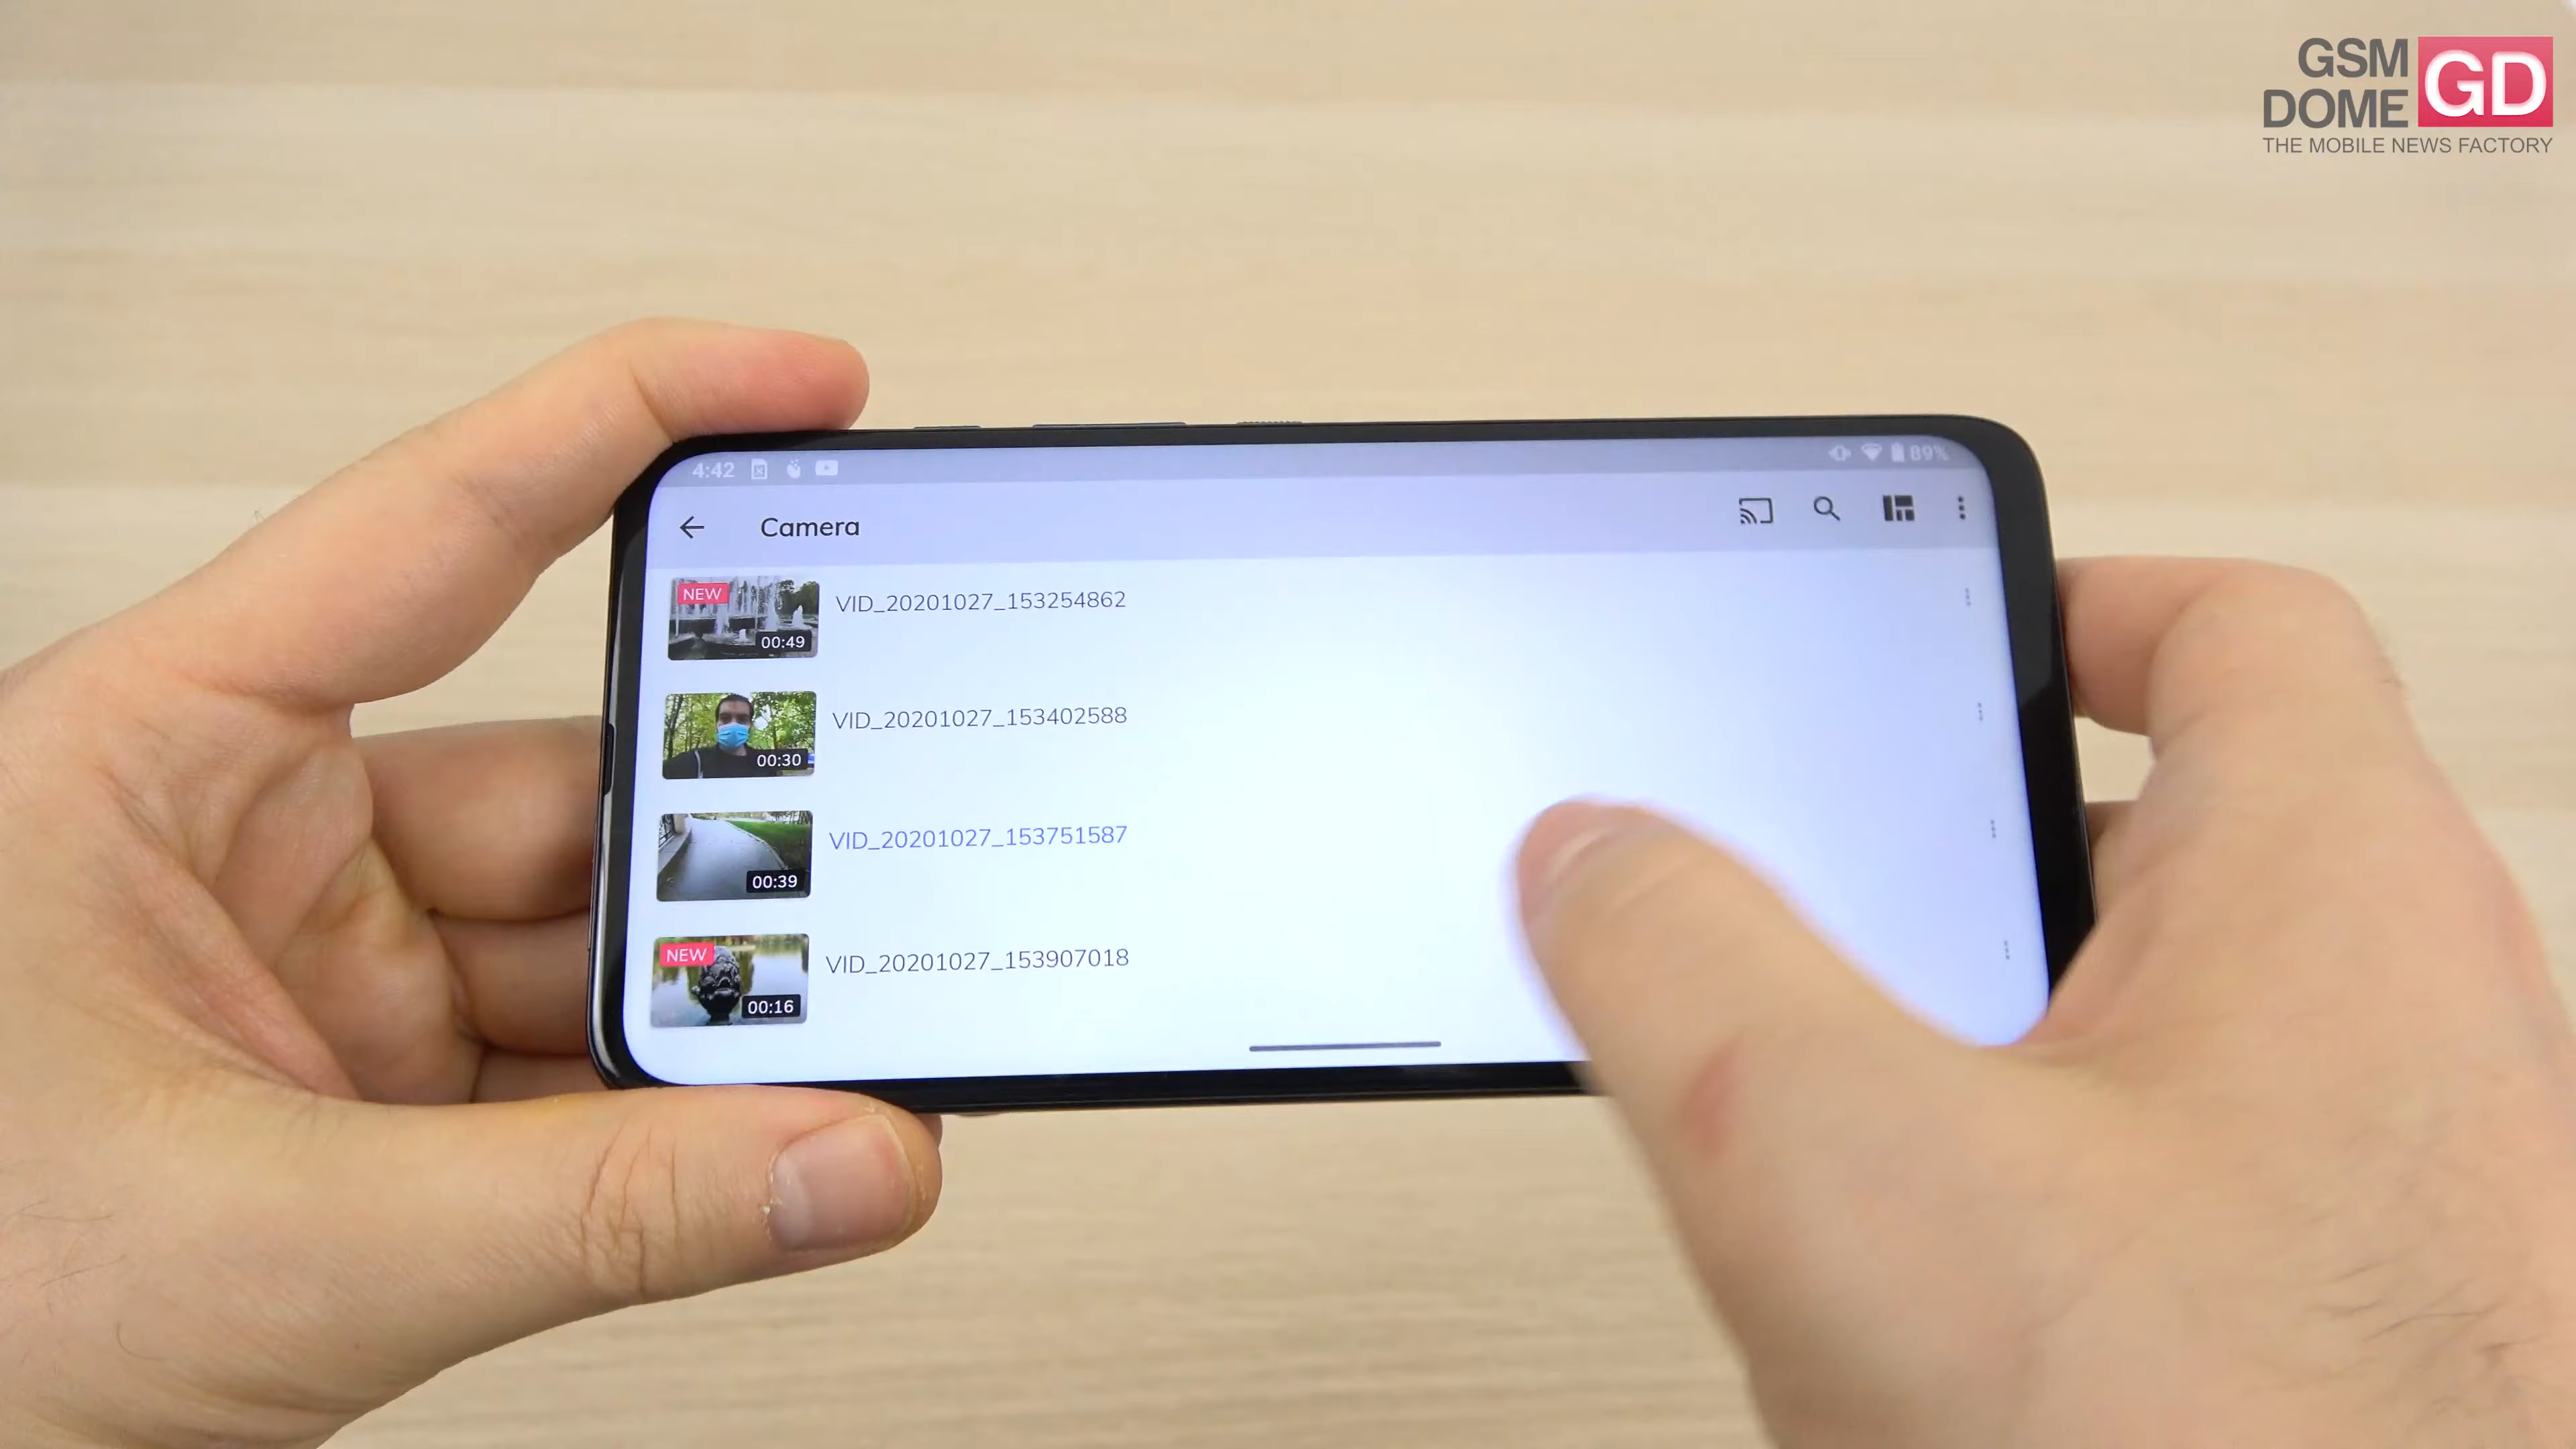 GSM
DOME
GD
THE MOBILE NEWS FACTORY
4:42
89%
Camera
NEW
00:49
VID_20201027_153254862
00:30
VID_20201027_153402588
00:39
VID_20201027_153751587
NEW
00:16
VID_20201027_153907018